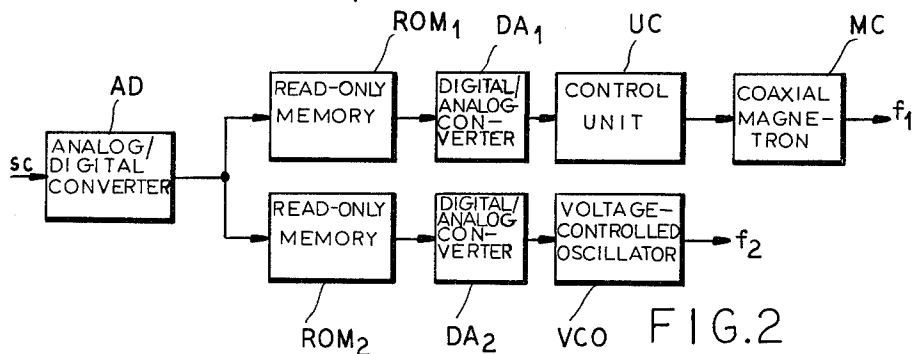 ROM1
DA1
UC
MC
AD
READ-ONLY
MEMORY
DIGITAL/
ANALOG
CON-
VERTER
CONTROL
UNIT
COAXIAL
MAGNE-
TRON
f1
ANALOG/
DIGITAL
CONVERTER
sc
READ-ONLY
MEMORY
DIGITAL/
ANALOG
CON-
VERTER
VOLTAGE-
CONTROLLED
OSCILLATOR
f2
ROM2
DA2
VCO
FIG.2